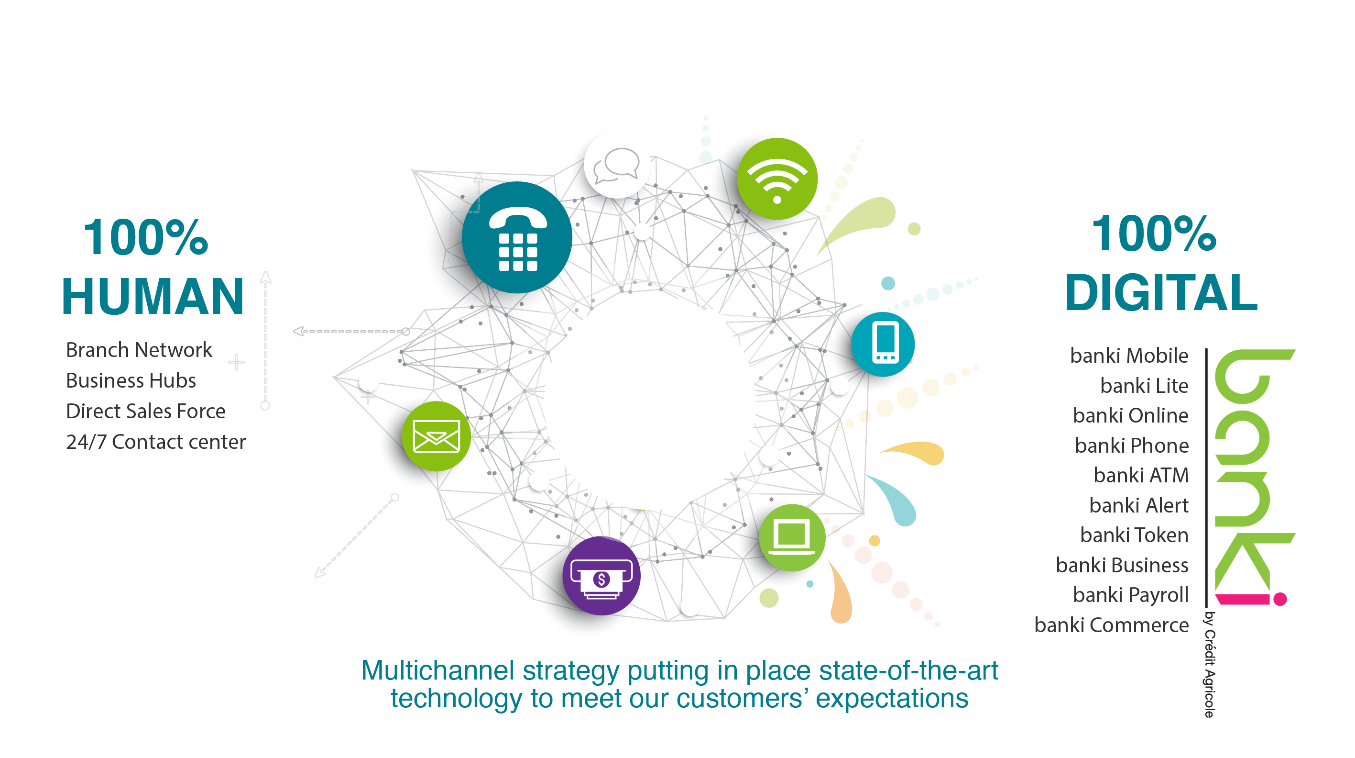 100%
HUMAN
Branch Network
Business Hubs
Direct Sales Force
24/7 Contact center
$
100%
DIGITAL
banki Mobile
banki Lite
banki Online
banki Phone
banki ATM
banki Alert
banki Token
banki Business
banki Payroll
banki Commerce
banki
by Crédit Agricole
Multichannel strategy putting in place state-of-the-art
technology to meet our customers’ expectations